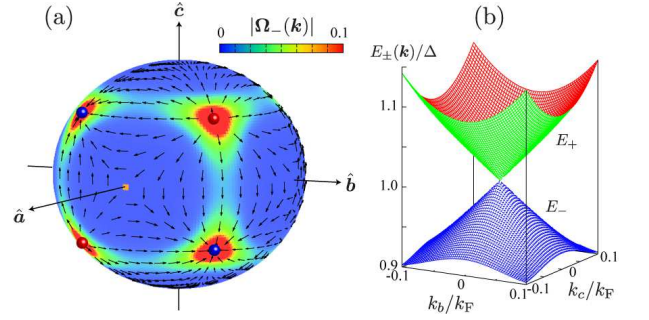 (a)
ĉ
|Ω₋(k)|
0 0.1
â
b̂
(b)
E±(k)/Δ
1.1
1.0
0.9
E₊
E₋
-0.1 0 0.1
k_b/k_F
-0.1 0 0.1
k_c/k_F